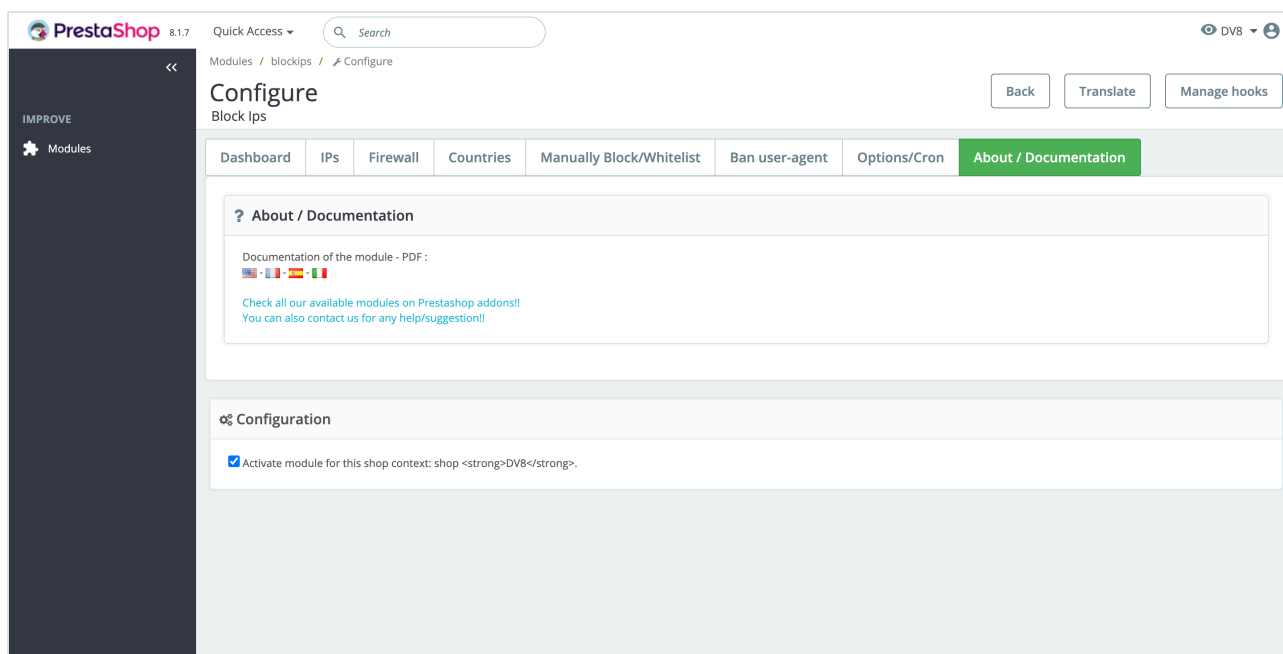 PrestaShop 8.1.7 Quick Access Search DV8
Modules / blockips / Configure
Configure
Block Ips
Back Translate Manage hooks
IMPROVE
Modules
Dashboard IPs Firewall Countries Manually Block/Whitelist Ban user-agent Options/Cron About / Documentation
? About / Documentation
Documentation of the module - PDF :
- - -
Check all our available modules on Prestashop addons!!
You can also contact us for any help/suggestion!!
Configuration
Activate module for this shop context: shop <strong>DV8</strong>.